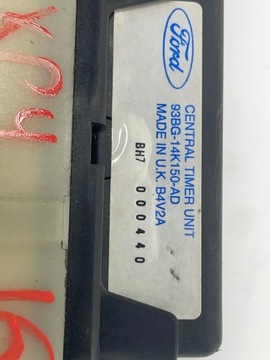 Ford
CENTRAL TIMER UNIT
93BG-14K150-AD
MADE IN U.K. B4V2A
BH7 000440